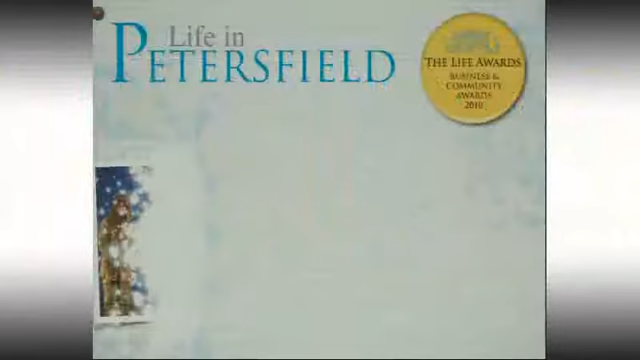 Life in
PETERSFIELD
THE LIFE AWARDS
BUSINESS &
COMMUNITY
AWARDS
2010